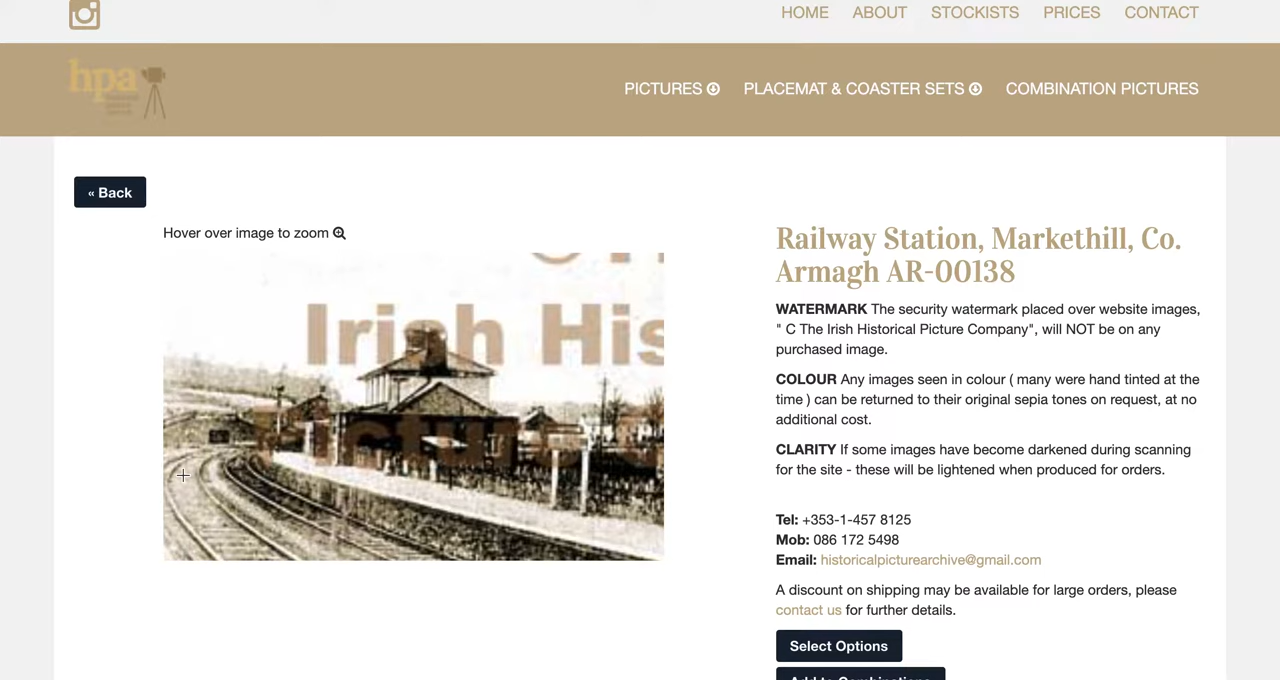 HOME ABOUT STOCKISTS PRICES CONTACT
hpa
PICTURES PLACEMAT & COASTER SETS COMBINATION PICTURES
« Back
Hover over image to zoom
Irish His
Pictur
Railway Station, Markethill, Co.
Armagh AR-00138
WATERMARK The security watermark placed over website images,
" C The Irish Historical Picture Company", will NOT be on any
purchased image.
COLOUR Any images seen in colour ( many were hand tinted at the
time ) can be returned to their original sepia tones on request, at no
additional cost.
CLARITY If some images have become darkened during scanning
for the site - these will be lightened when produced for orders.
Tel: +353-1-457 8125
Mob: 086 172 5498
Email: historicalpicturearchive@gmail.com
A discount on shipping may be available for large orders, please
contact us for further details.
Select Options
Add to Combinations